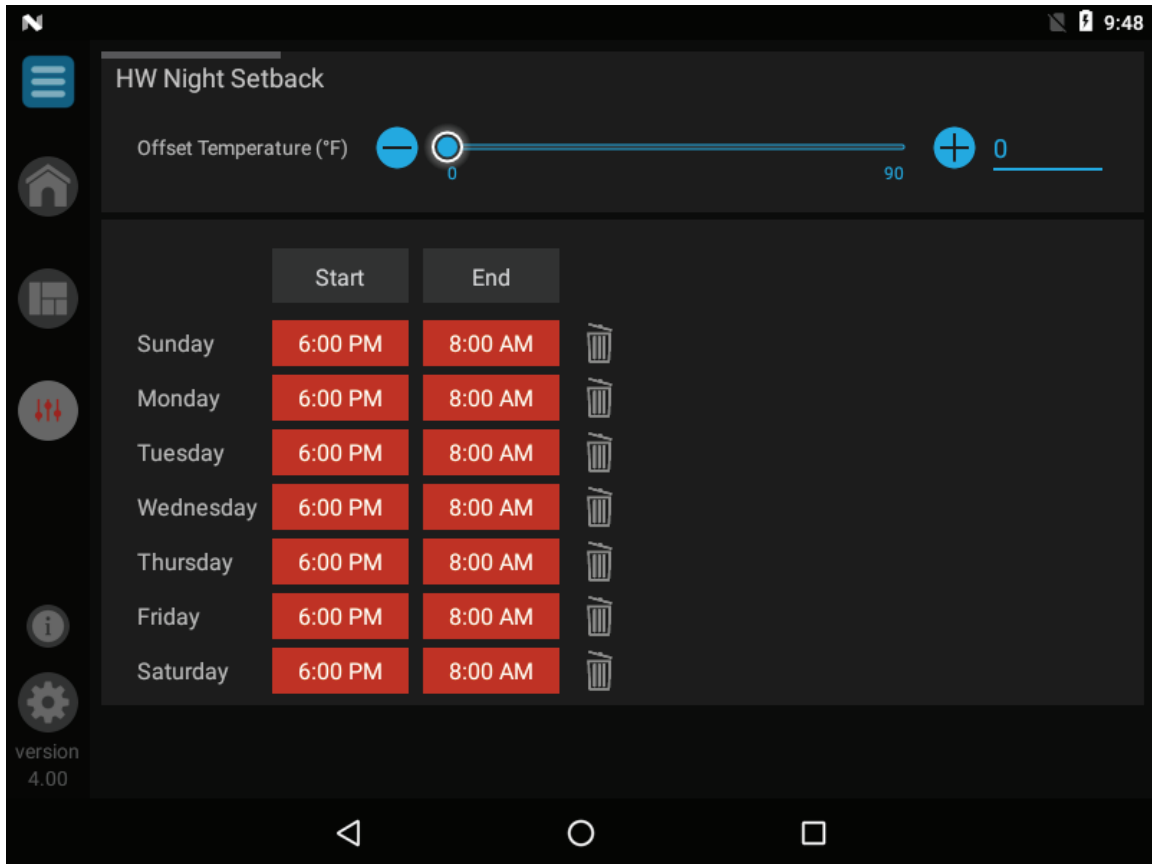 9:48
HW Night Setback
Offset Temperature (°F)
0
90
0
Start End
Sunday 6:00 PM 8:00 AM
Monday 6:00 PM 8:00 AM
Tuesday 6:00 PM 8:00 AM
Wednesday 6:00 PM 8:00 AM
Thursday 6:00 PM 8:00 AM
Friday 6:00 PM 8:00 AM
Saturday 6:00 PM 8:00 AM
version
4.00